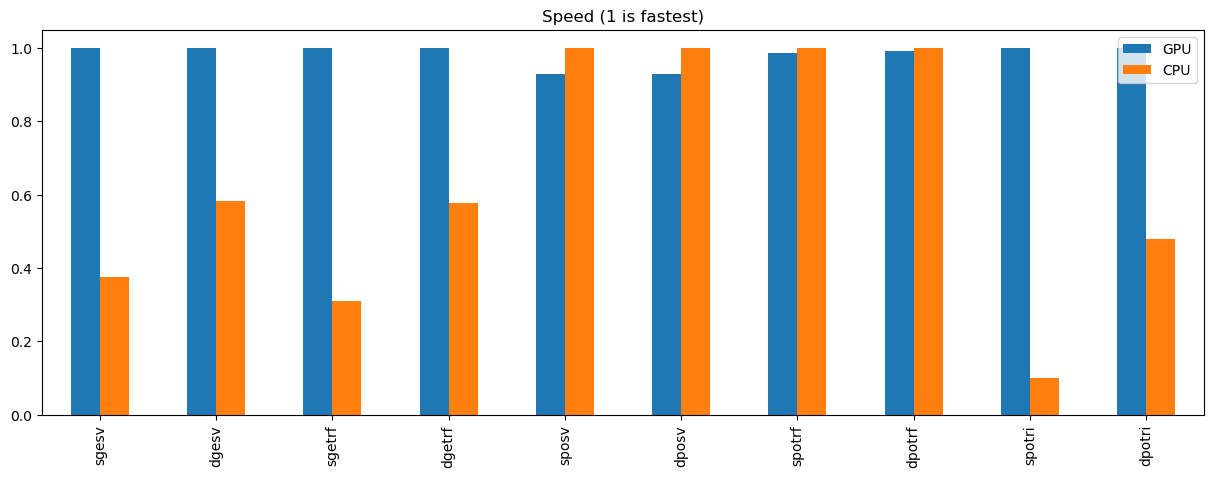 Speed (1 is fastest)
GPU
CPU
1.0
0.8
0.6
0.4
0.2
0.0
sgesv
dgesv
sgetrf
dgetrf
sposv
dposv
spotrf
dpotrf
spotri
dpotri